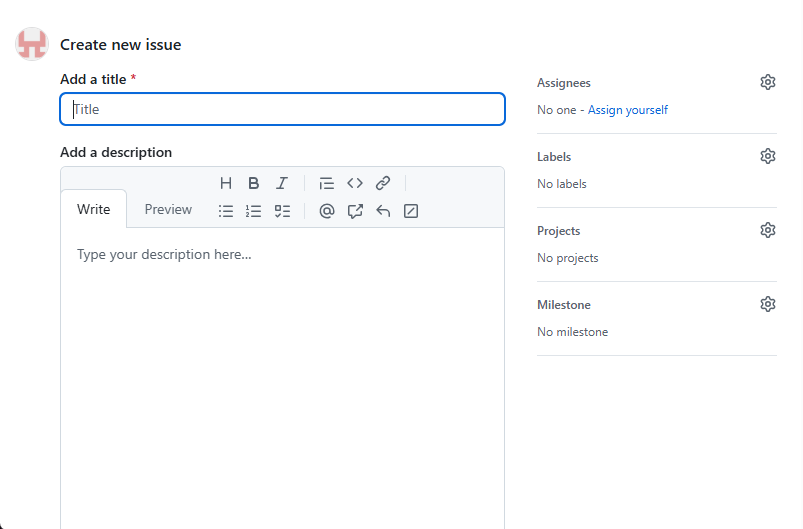 Create new issue
Add a title *
Title
Add a description
Write
Preview
Type your description here...
Assignees
No one - Assign yourself
Labels
No labels
Projects
No projects
Milestone
No milestone